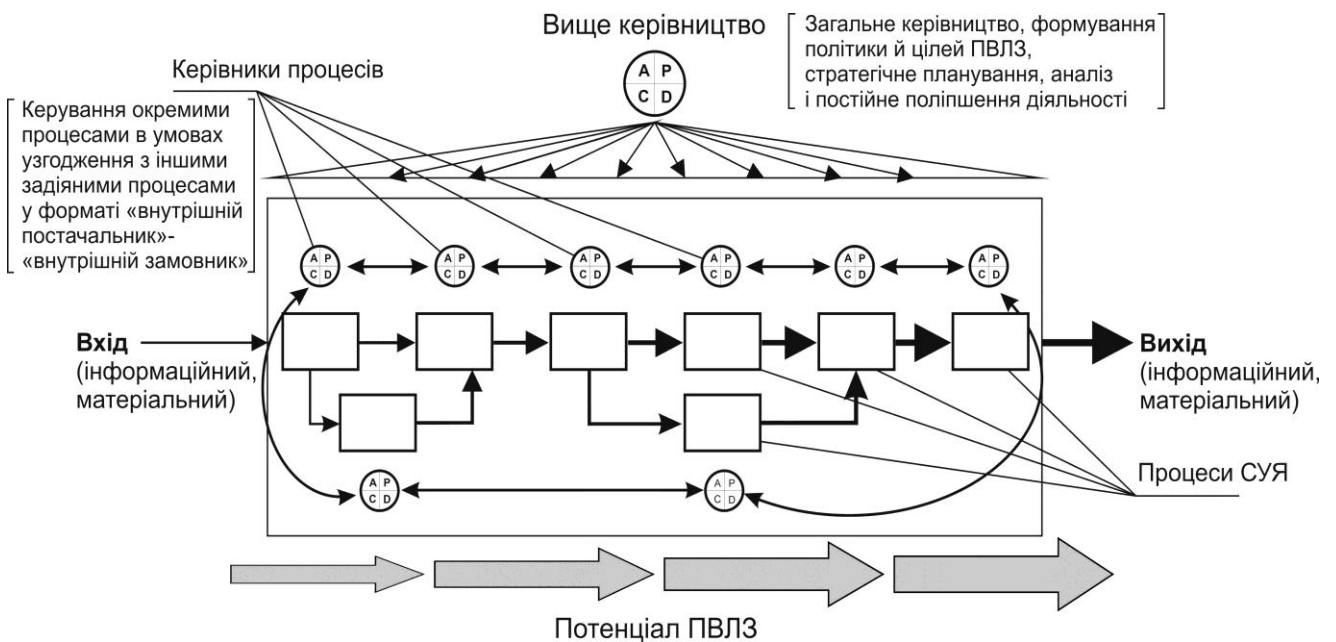 Вище керівництво
Загальне керівництво, формування
політики й цілей ПВЛЗ,
стратегічне планування, аналіз
і постійне поліпшення діяльності
A P
C D
Керівники процесів
Керування окремими
процесами в умовах
узгодження з іншими
задіяними процесами
у форматі «внутрішній
постачальник»-
«внутрішній замовник»
A P A P A P A P A P A P
C D C D C D C D C D C D
Вхід
(інформаційний,
матеріальний)
Вихід
(інформаційний,
матеріальний)
Процеси СУЯ
A P A P
C D C D
Потенціал ПВЛЗ